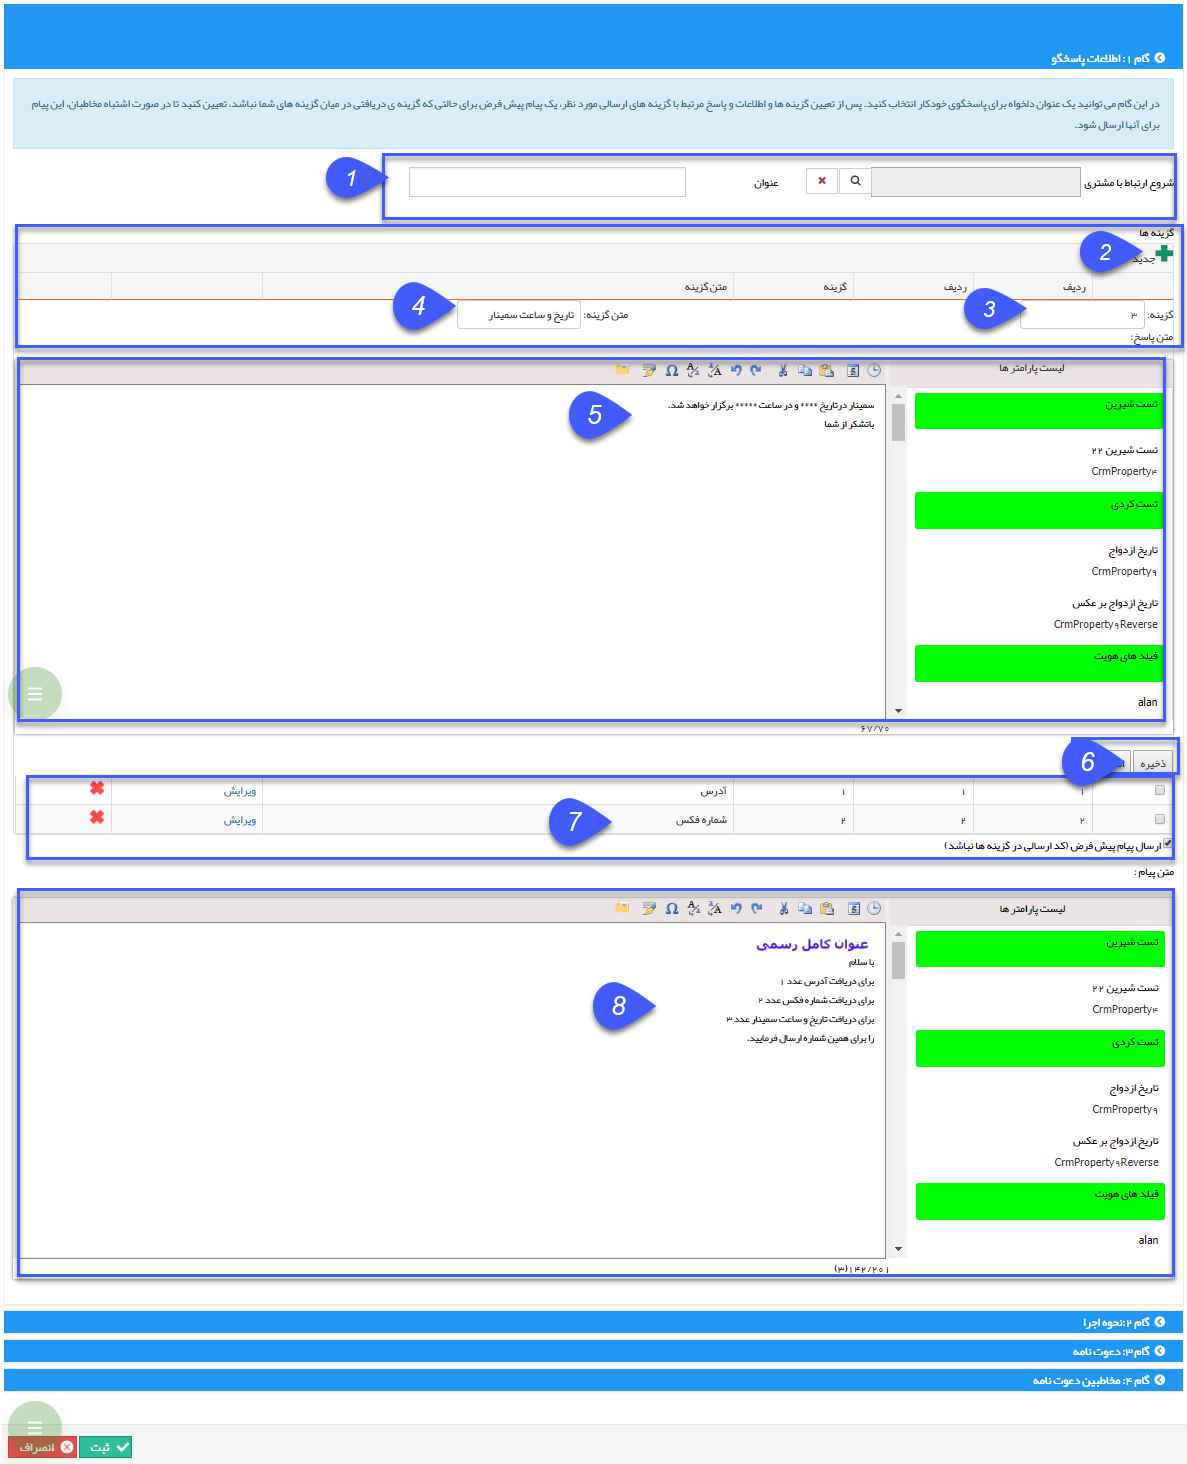 گام ۱: اطلاعات پاسخگو
در این گام می توانید یک عنوان دلخواه برای پاسخگوی خودکار انتخاب کنید. پس از تعیین گزینه ها و اطلاعات و پاسخ مرتبط با گزینه های ارسالی مورد نظر، یک پیام پیش فرض برای حالتی که گزینه ی دریافتی در میان گزینه های شما نباشد، تعیین کنید تا در صورت اشتباه مخاطبان، این پیام
برای آنها ارسال شود.
شروع ارتباط با مشتری عنوان 1
گزینه ها
جدید 2
ردیف ردیف گزینه متن گزینه
گزینه: ۳ 3 متن گزینه: تاریخ و ساعت سمینار 4
متن پاسخ:
لیست پارامتر ها
تست شیرین
تست شیرین ۲۲
CrmProperty۴
تست کردی
تاریخ ازدواج
CrmProperty۹
تاریخ ازدواج بر عکس
CrmProperty۹Reverse
فیلد های هویت
alan
سمینار درتاریخ **** و در ساعت ***** برگزار خواهد شد.
باتشکر از شما
5
۶۷/۷۰
ذخیره 6
۱ ۱ ۱ آدرس ویرایش
۲ ۲ ۲ شماره فکس ویرایش
7
ارسال پیام پیش فرض (کد ارسالی در گزینه ها نباشد)
متن پیام :
لیست پارامتر ها
تست شیرین
تست شیرین ۲۲
CrmProperty۴
تست کردی
تاریخ ازدواج
CrmProperty۹
تاریخ ازدواج بر عکس
CrmProperty۹Reverse
فیلد های هویت
alan
عنوان کامل رسمی
با سلام
برای دریافت آدرس عدد ۱
برای دریافت شماره فکس عدد ۲
برای دریافت تاریخ و ساعت سمینار عدد ۳
را برای همین شماره ارسال فرمایید.
8
۱۴۲/۲۰۱(۳)
گام ۲:نحوه اجرا
گام ۳: دعوت نامه
گام ۴: مخاطبین دعوت نامه
ثبت انصراف